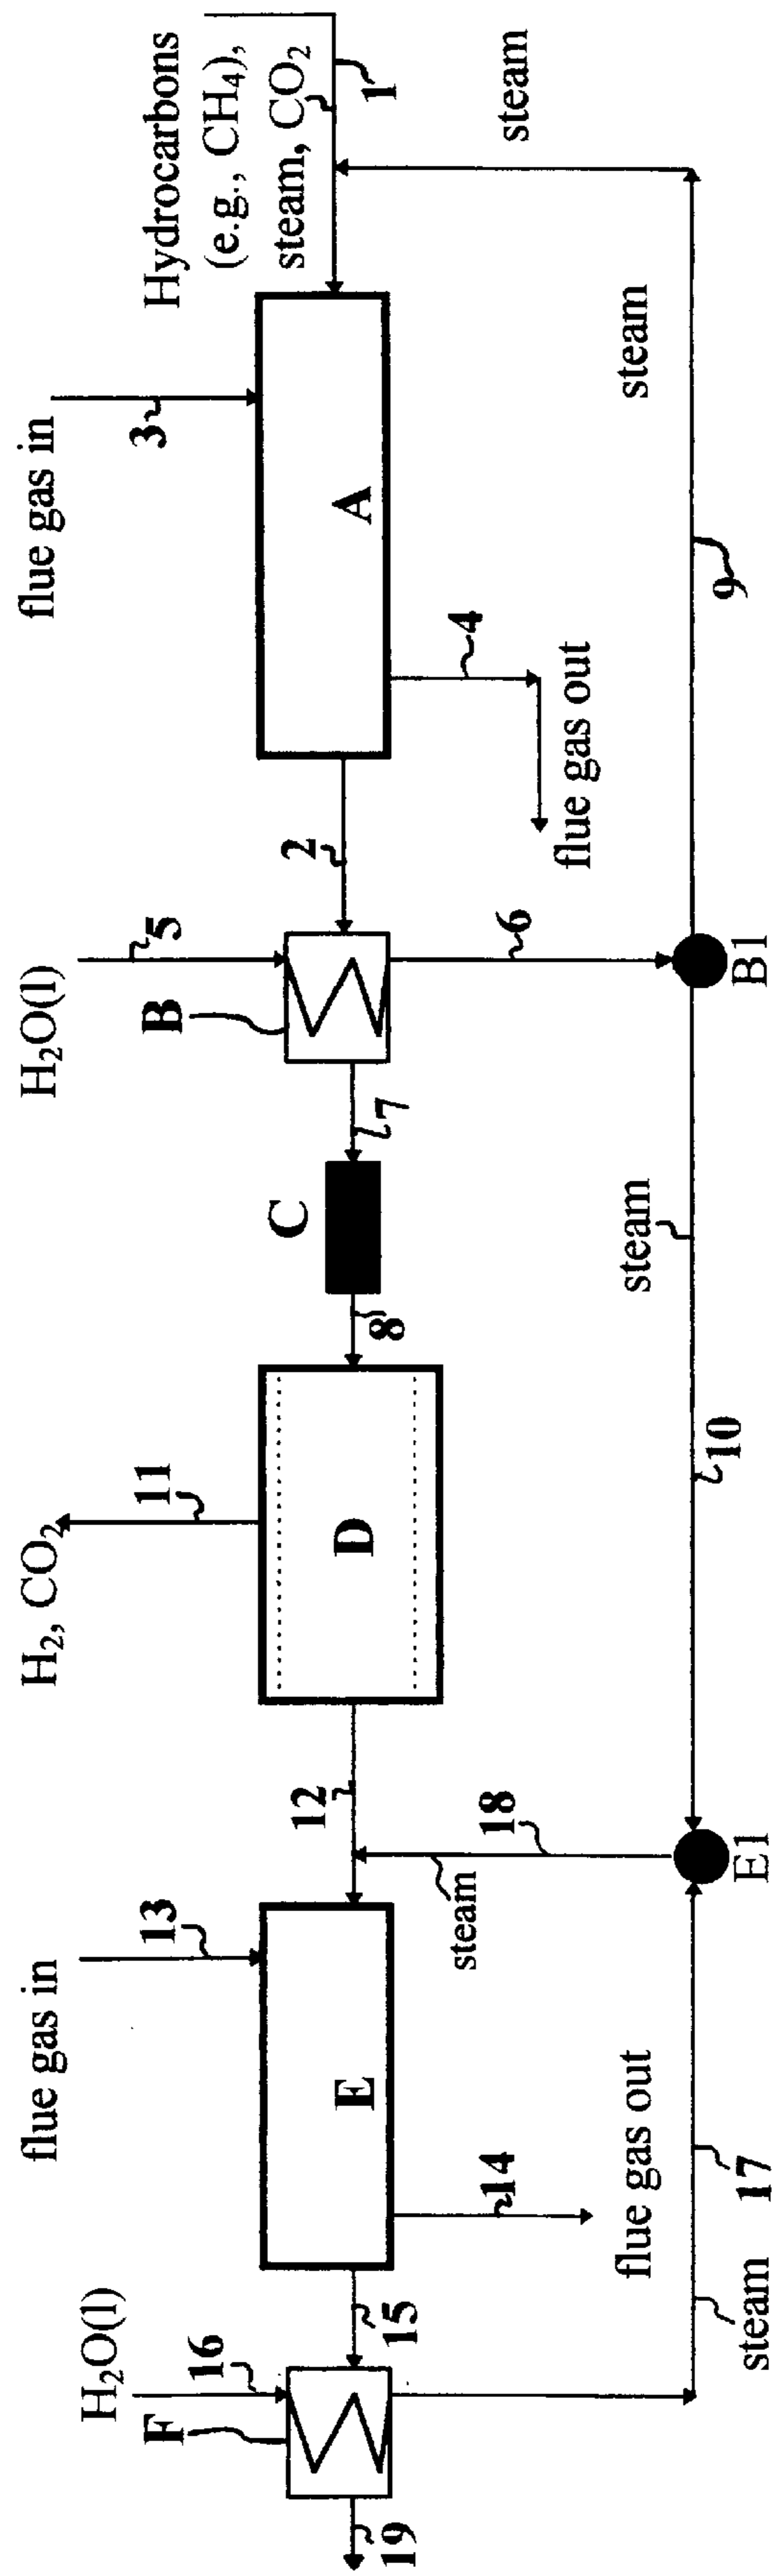 Hydrocarbons
(e.g., CH₄),
steam, CO₂
1
steam
flue gas in
3
A
4
flue gas out
steam
9
2
H₂O(l)
5
B
6
B1
7
C
8
H₂, CO₂
11
D
steam
10
12
18
steam
E1
flue gas in
13
E
14
flue gas out
17
steam
15
H₂O(l)
16
F
19